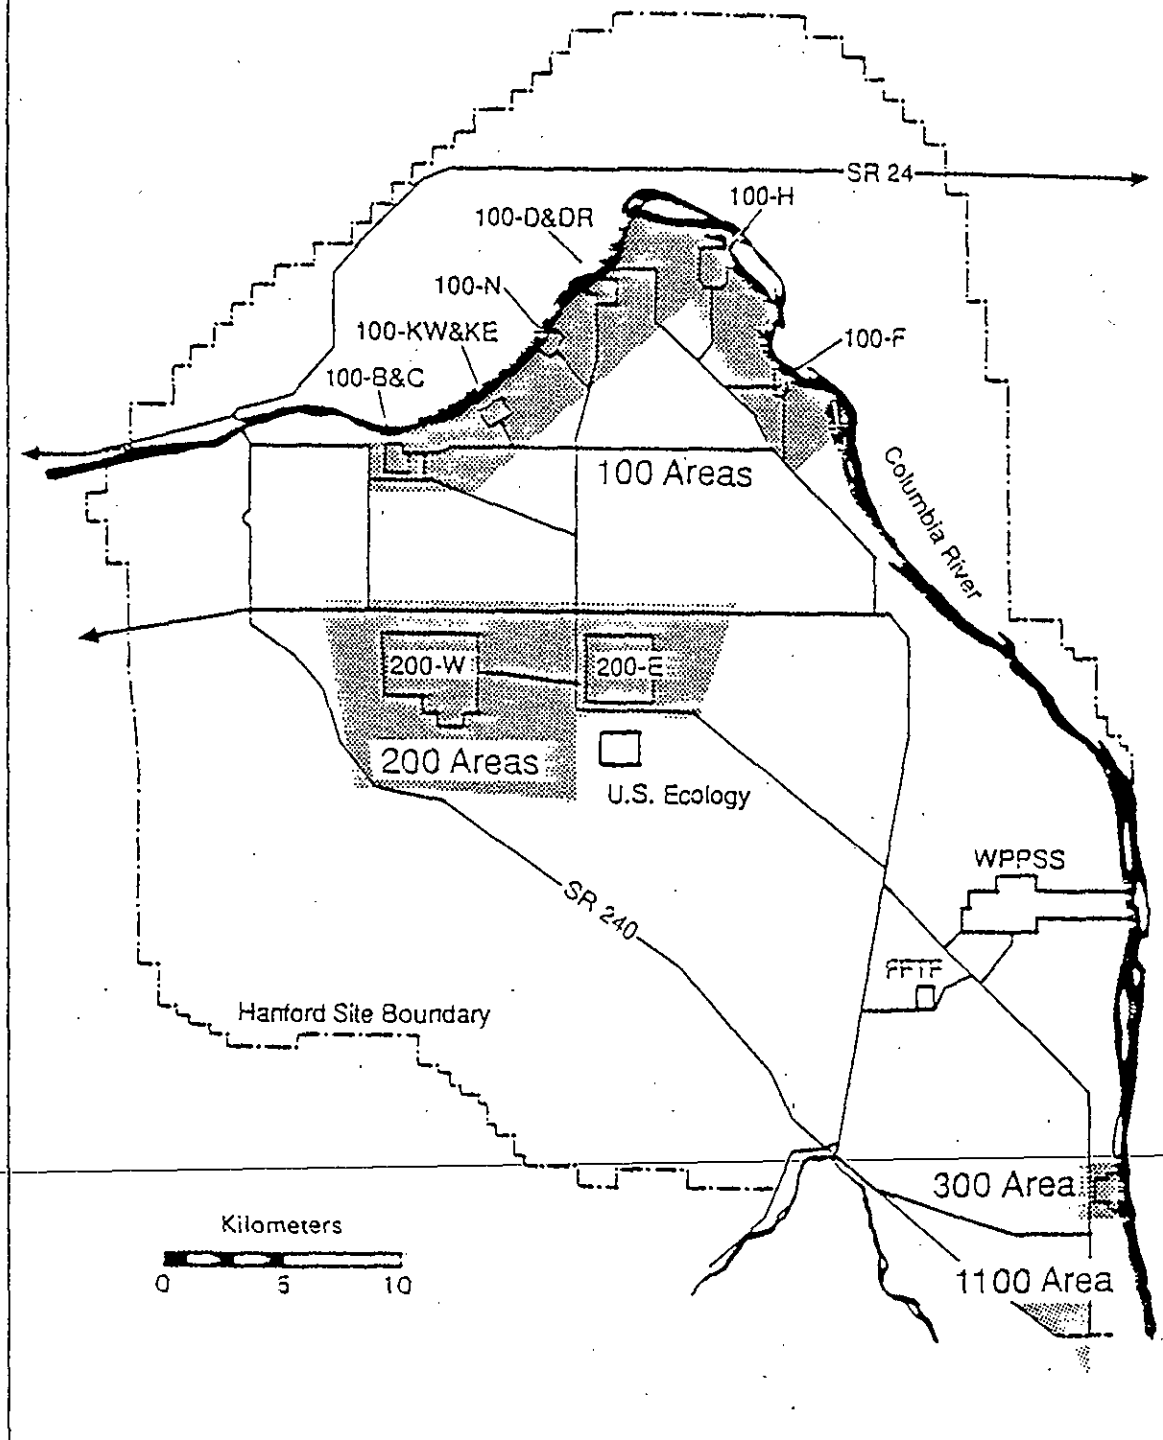 SR 24
100-H
100-D&DR
100-N
100-KW&KE
100-F
100-B&C
100 Areas
Columbia River
200-W
200-E
200 Areas
U.S. Ecology
WPPSS
SR 240
FFTF
Hanford Site Boundary
300 Area
Kilometers
0 5 10
1100 Area